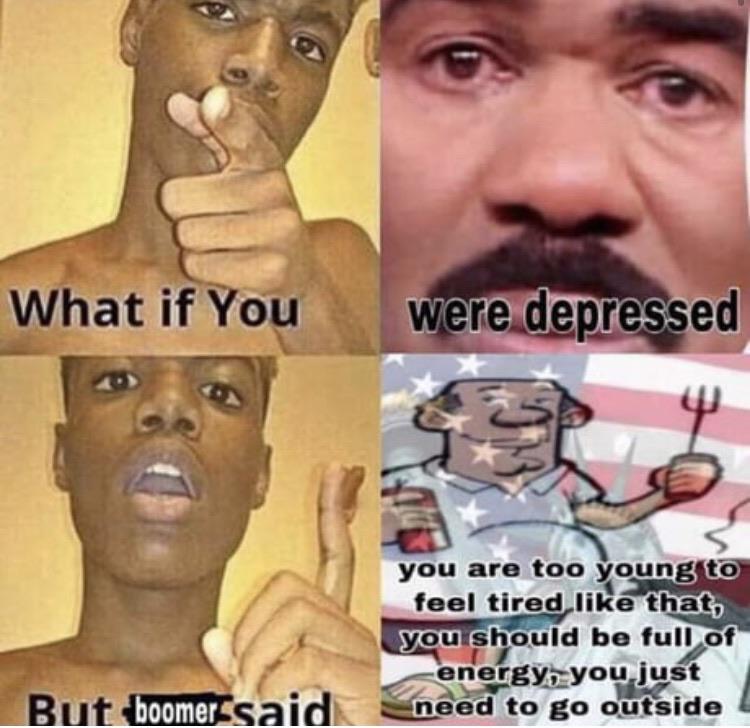 What if You
were depressed
But boomer said
you are too young to
feel tired like that,
you should be full of
energy, you just
need to go outside